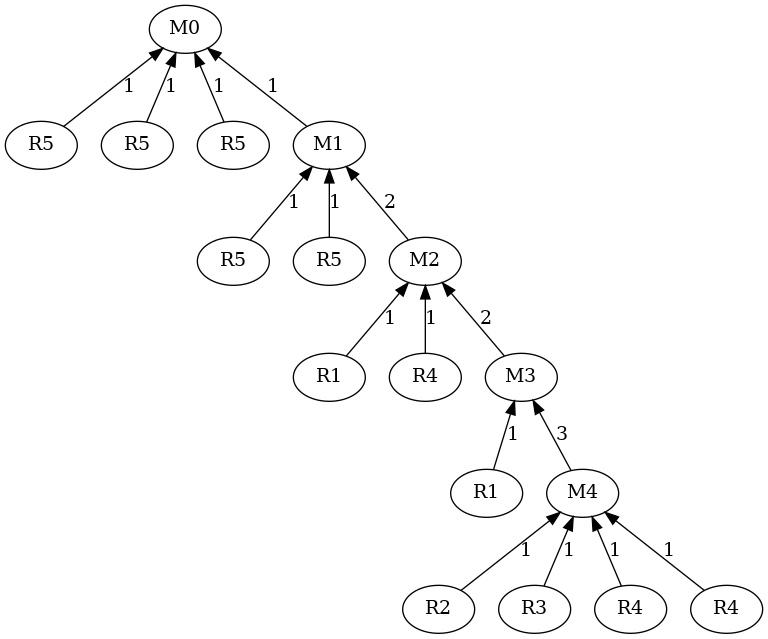 M0
1 1 1 1
R5 R5 R5 M1
1 1 2
R5 R5 M2
1 1 2
R1 R4 M3
1 3
R1 M4
1 1 1 1
R2 R3 R4 R4